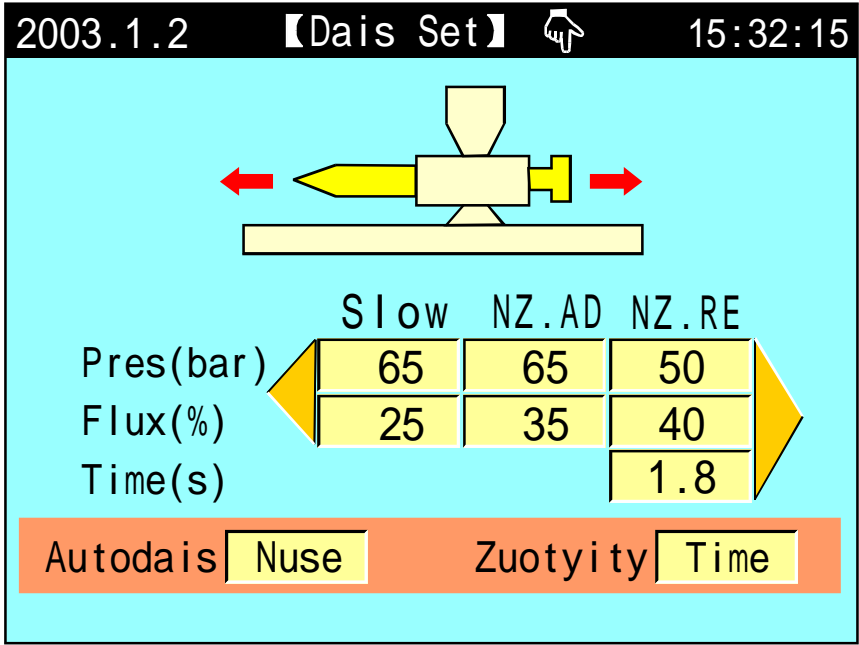 2003.1.2 【Dais Set】 15:32:15
Slow NZ.AD NZ.RE
Pres(bar) 65 65 50
Flux(%) 25 35 40
Time(s) 1.8
Autodais Nuse Zuotyity Time